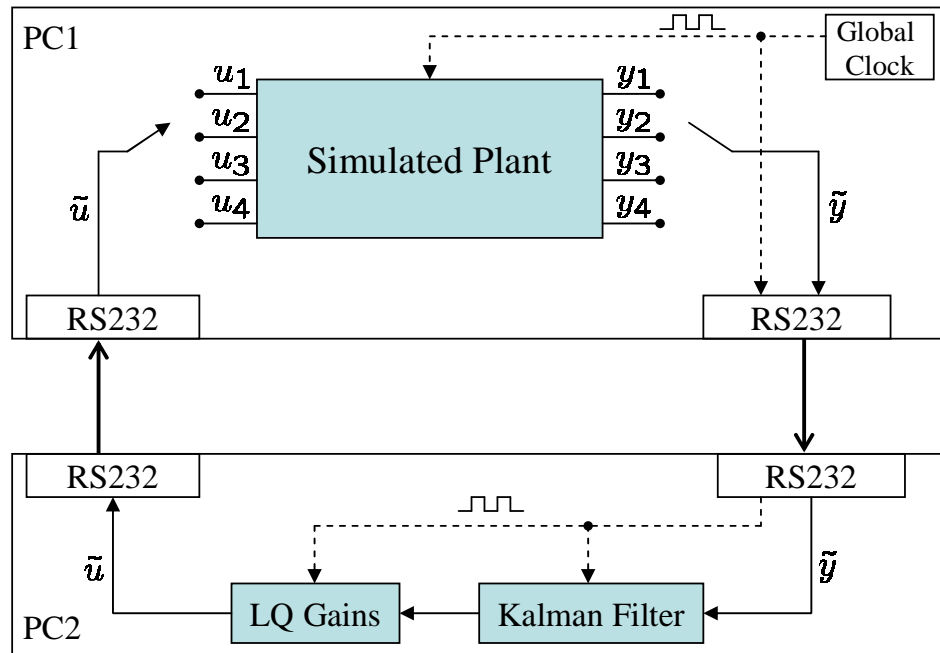 PC1
Global
Clock
u₁
u₂
u₃
u₄
Simulated Plant
y₁
y₂
y₃
y₄
ũ
ỹ
RS232
RS232
RS232
RS232
ũ
LQ Gains
Kalman Filter
ỹ
PC2